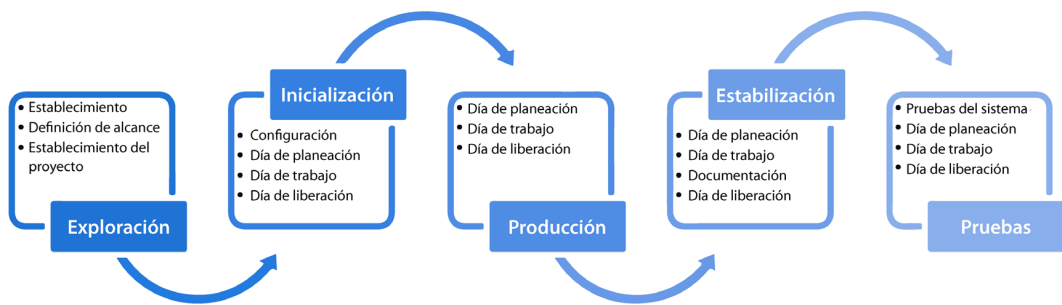 • Establecimiento
• Definición de alcance
• Establecimiento del
proyecto
Exploración
Inicialización
• Configuración
• Día de planeación
• Día de trabajo
• Día de liberación
• Día de planeación
• Día de trabajo
• Día de liberación
Producción
Estabilización
• Día de planeación
• Día de trabajo
• Documentación
• Día de liberación
• Pruebas del sistema
• Día de planeación
• Día de trabajo
• Día de liberación
Pruebas